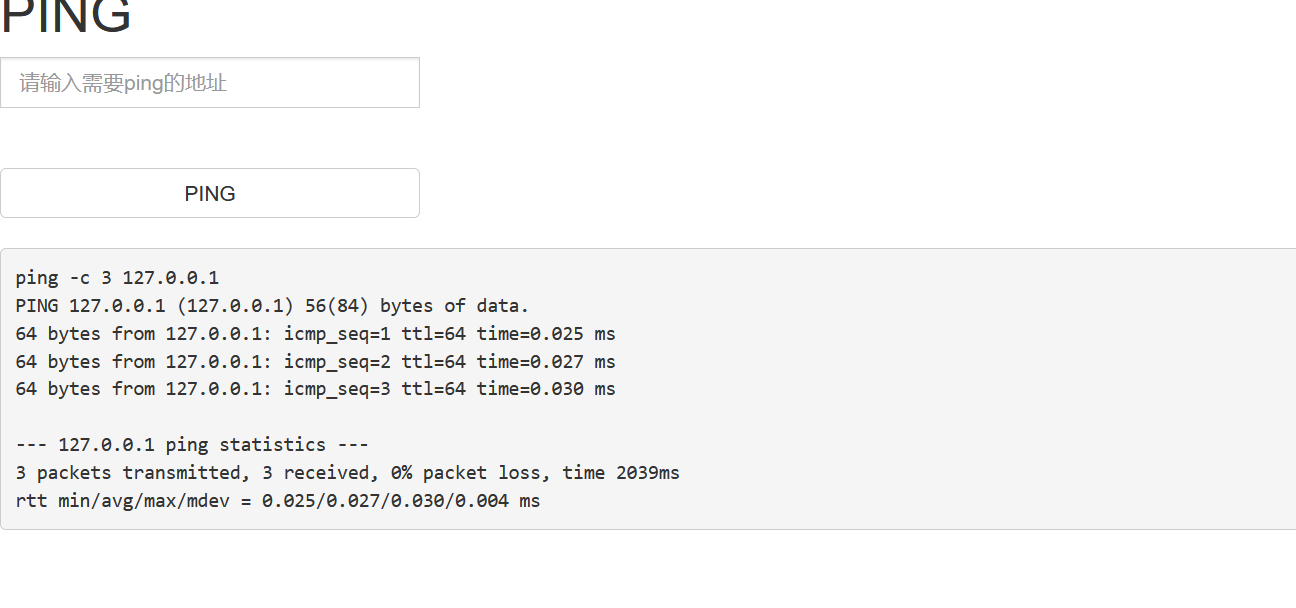 PING
请输入需要ping的地址
PING
ping -c 3 127.0.0.1
PING 127.0.0.1 (127.0.0.1) 56(84) bytes of data.
64 bytes from 127.0.0.1: icmp_seq=1 ttl=64 time=0.025 ms
64 bytes from 127.0.0.1: icmp_seq=2 ttl=64 time=0.027 ms
64 bytes from 127.0.0.1: icmp_seq=3 ttl=64 time=0.030 ms
--- 127.0.0.1 ping statistics ---
3 packets transmitted, 3 received, 0% packet loss, time 2039ms
rtt min/avg/max/mdev = 0.025/0.027/0.030/0.004 ms